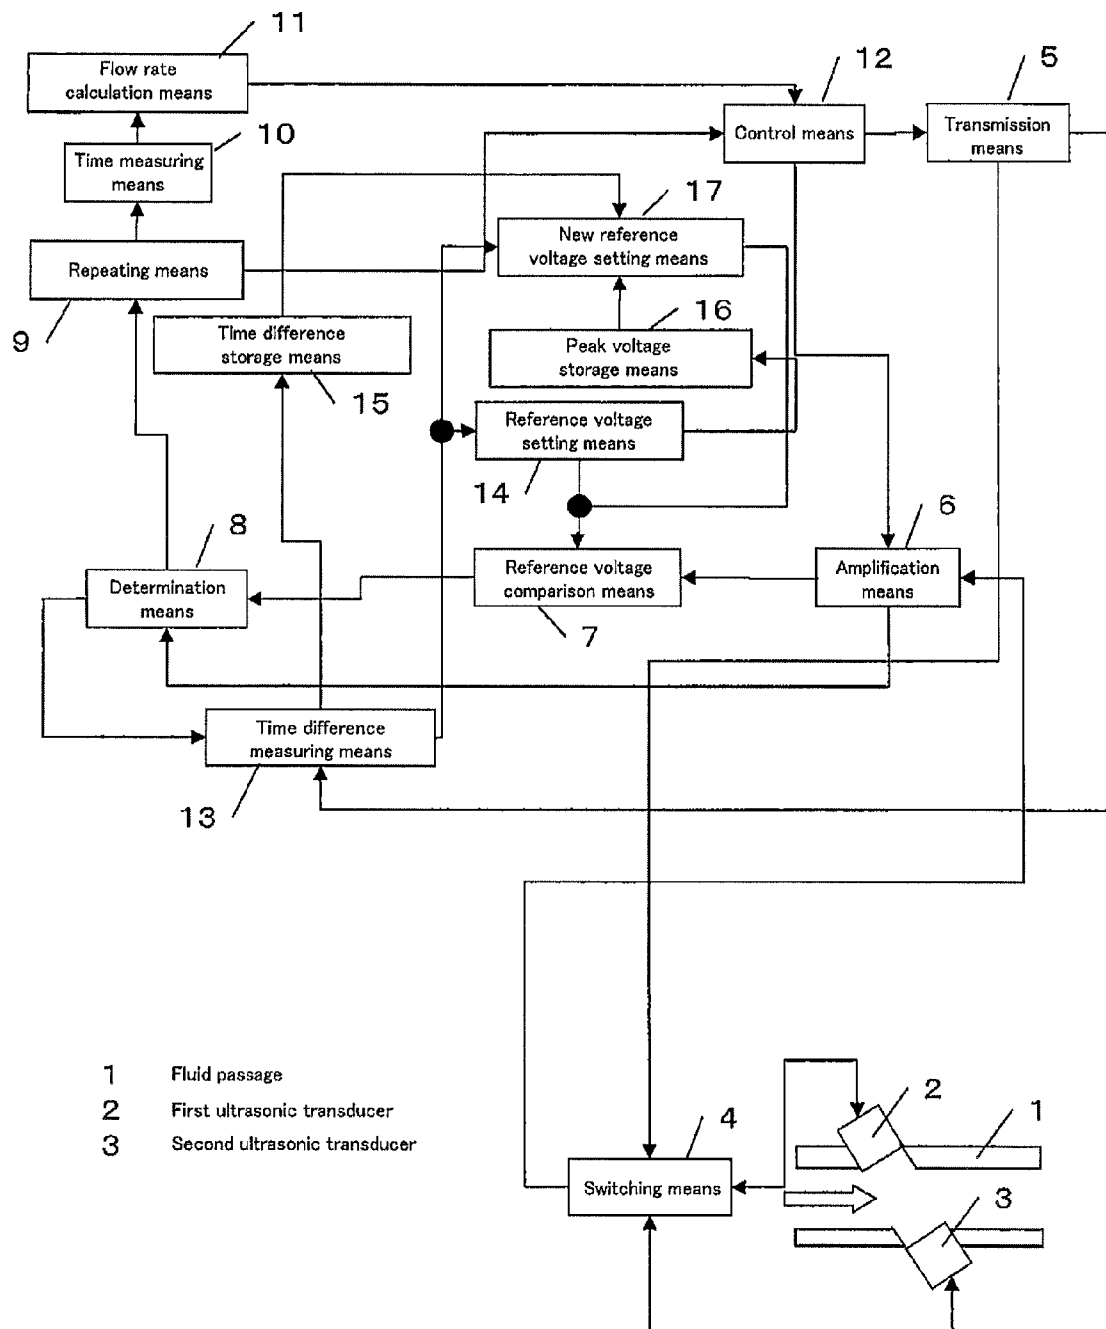 11
Flow rate
calculation means
12
5
Control means
Transmission
means
10
Time measuring
means
17
New reference
voltage setting means
Repeating means
9
16
Peak voltage
storage means
Time difference
storage means
15
Reference voltage
setting means
14
8
6
Determination
means
Reference voltage
comparison means
Amplification
means
7
Time difference
measuring means
13
1 Fluid passage
2 First ultrasonic transducer
3 Second ultrasonic transducer
4
Switching means
2
1
3